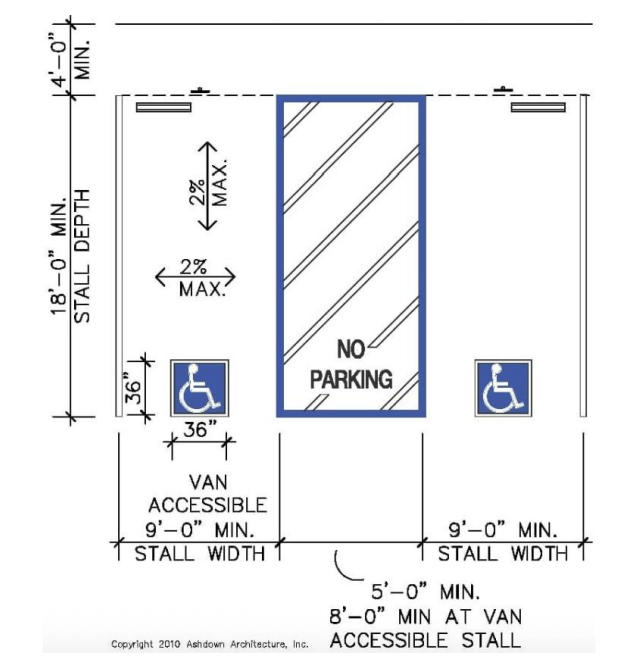 4'-0"
MIN.
18'-0" MIN.
STALL DEPTH
2%
MAX.
2%
MAX.
NO
PARKING
36"
36"
VAN
ACCESSIBLE
9'-0" MIN.
STALL WIDTH
9'-0" MIN.
STALL WIDTH
5'-0" MIN.
8'-0" MIN AT VAN
ACCESSIBLE STALL
Copyright 2010 Ashdown Architecture, Inc.